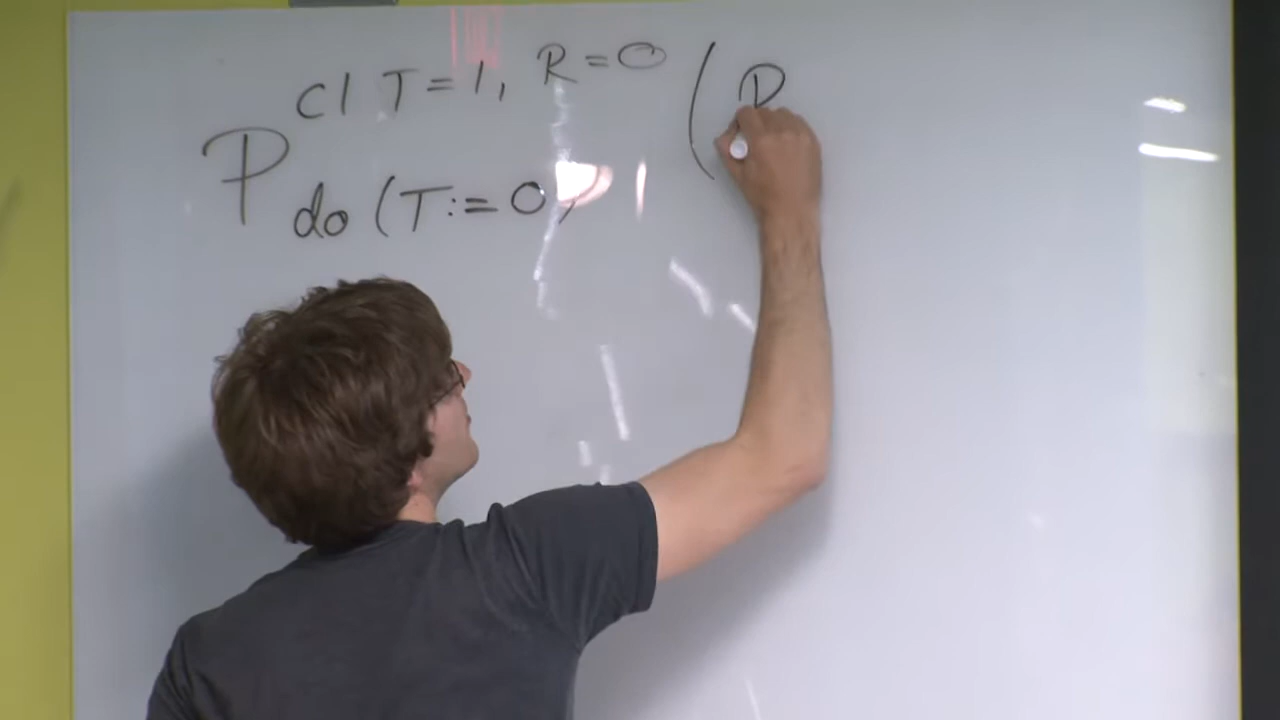 C | T = 1, R = 0 ( R
P do (T := 0)